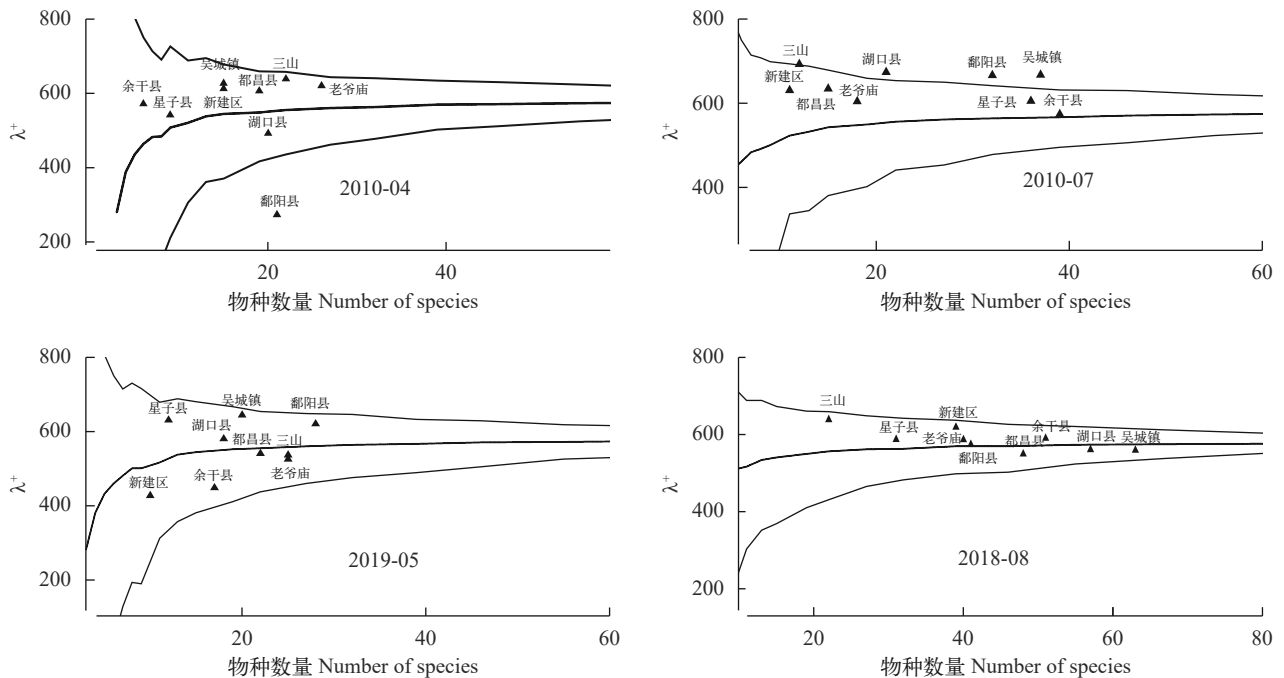 800
600
400
200
λ+
20
40
物种数量 Number of species
2010-04
余干县
星子县
吴城镇
新建区
都昌县
三山
老爷庙
湖口县
鄱阳县
800
600
400
λ+
20
40
60
物种数量 Number of species
2010-07
三山
新建区
都昌县
老爷庙
湖口县
鄱阳县
吴城镇
星子县
余干县
800
600
400
200
λ+
20
40
60
物种数量 Number of species
2019-05
星子县
吴城镇
鄱阳县
湖口县
都昌县
三山
老爷庙
新建区
余干县
800
600
400
200
λ+
20
40
60
80
物种数量 Number of species
2018-08
三山
星子县
新建区
老爷庙
鄱阳县
都昌县
余干县
湖口县
吴城镇